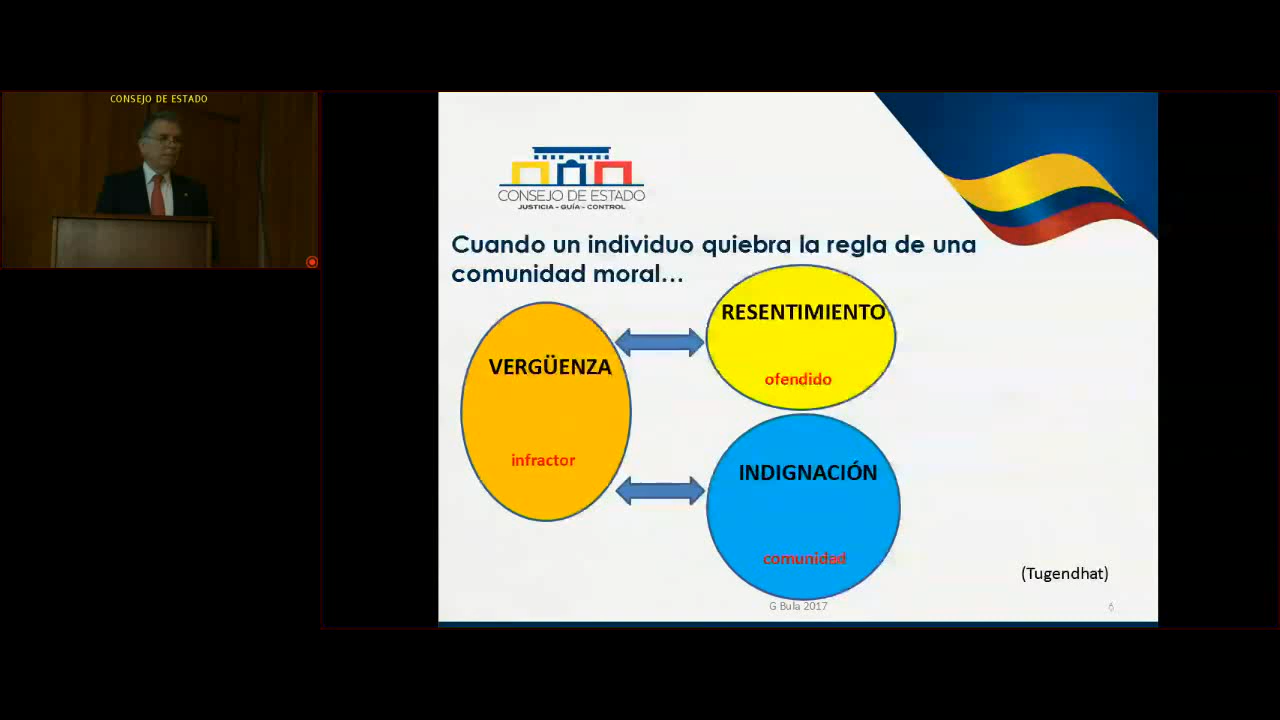 CONSEJO DE ESTADO
CONSEJO DE ESTADO
JUSTICIA - GUÍA - CONTROL
Cuando un individuo quiebra la regla de una
comunidad moral...
VERGÜENZA
infractor
RESENTIMIENTO
ofendido
INDIGNACIÓN
comunidad
(Tugendhat)
G Bula 2017
6